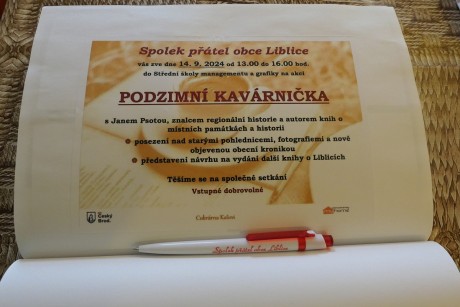 Spolek přátel obce Liblice
vás zve dne 14. 9. 2024 od 13.00 do 16.00 hod.
do Střední školy managementu a grafiky na akci
PODZIMNÍ KAVÁRNIČKA
s Janem Psotou, znalcem regionální historie a autorem knih o
místních památkách a historii
posezení nad starými pohlednicemi, fotografiemi a nově
objevenou obecní kronikou
představení návrhu na vydání další knihy o Liblicích
Těšíme se na společné setkání
Vstupné dobrovolné
Český
Brod
Cukrárna Kolovi
Spolek přátel obce Liblice